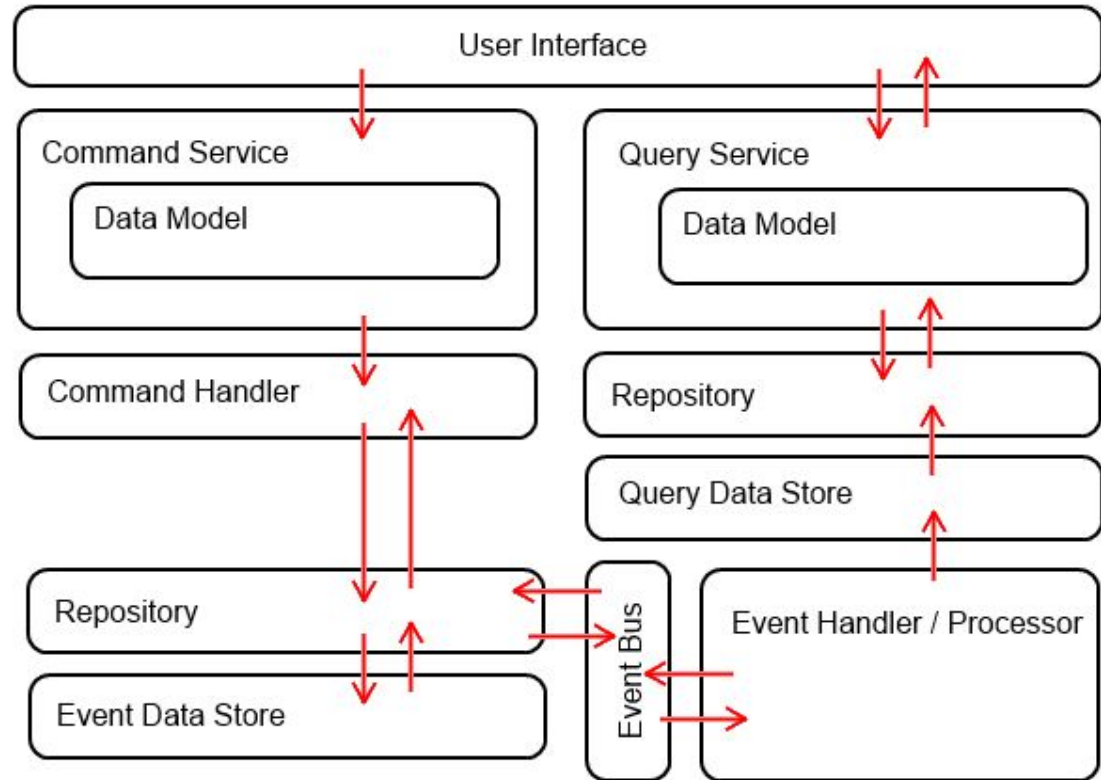 User Interface
Command Service
Data Model
Query Service
Data Model
Command Handler
Repository
Query Data Store
Repository
Event Data Store
Event Bus
Event Handler / Processor